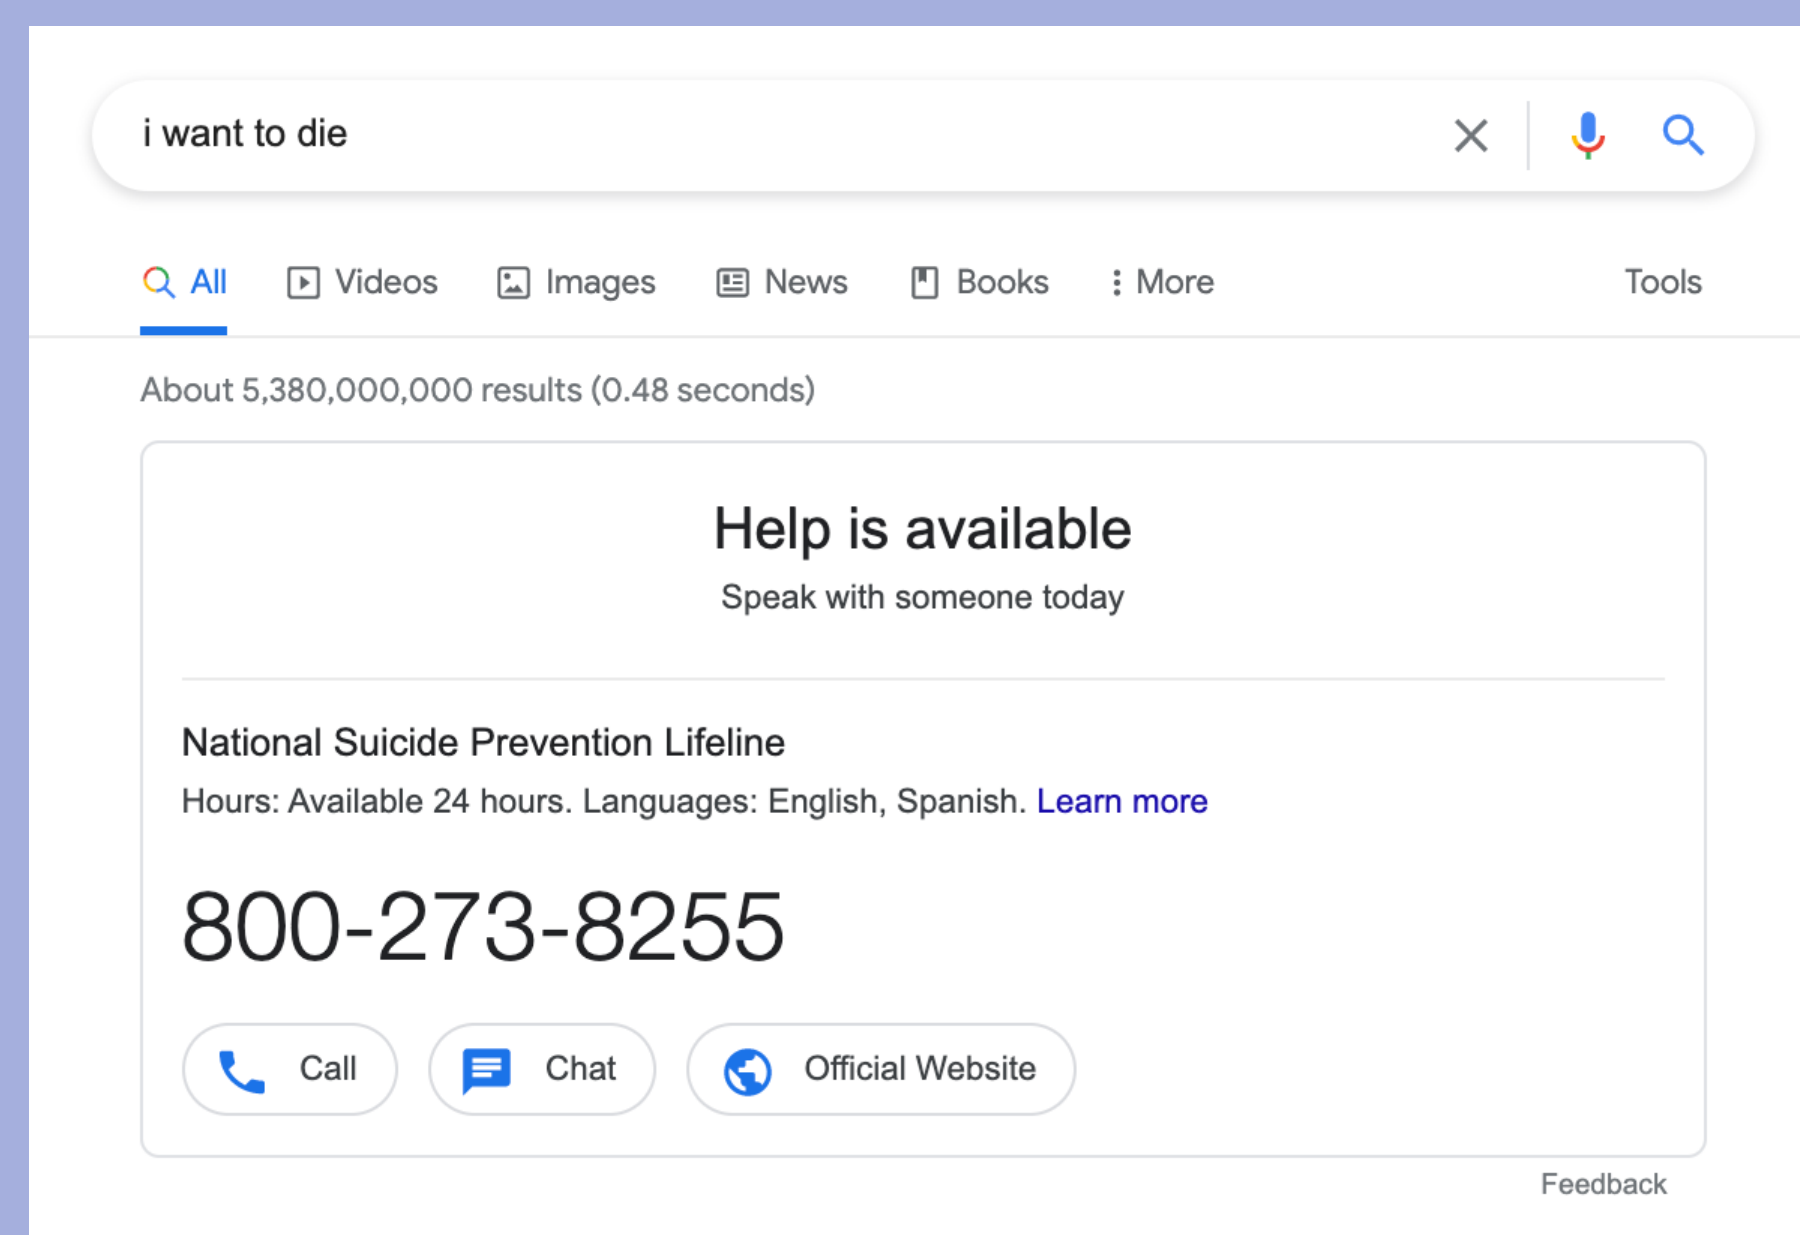 i want to die
All Videos Images News Books More Tools
About 5,380,000,000 results (0.48 seconds)
Help is available
Speak with someone today
National Suicide Prevention Lifeline
Hours: Available 24 hours. Languages: English, Spanish. Learn more
800-273-8255
Call Chat Official Website
Feedback